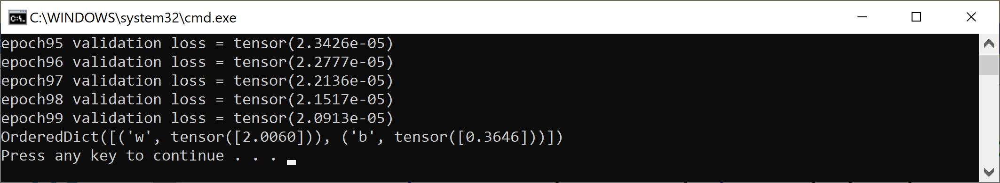 C:\WINDOWS\system32\cmd.exe
epoch95 validation loss = tensor(2.3426e-05)
epoch96 validation loss = tensor(2.2777e-05)
epoch97 validation loss = tensor(2.2136e-05)
epoch98 validation loss = tensor(2.1517e-05)
epoch99 validation loss = tensor(2.0913e-05)
OrderedDict([('w', tensor([2.0060])), ('b', tensor([0.3646]))])
Press any key to continue . . .